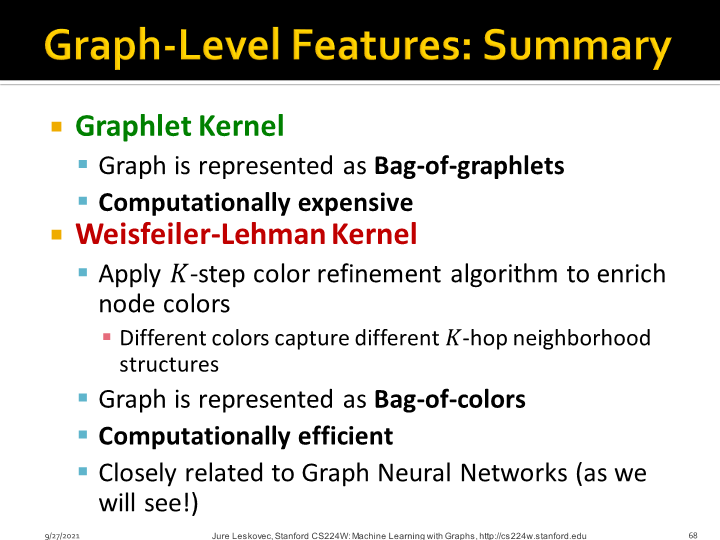 Graph-Level Features: Summary
Graphlet Kernel
Graph is represented as Bag-of-graphlets
Computationally expensive
Weisfeiler-Lehman Kernel
Apply K-step color refinement algorithm to enrich
node colors
Different colors capture different K-hop neighborhood
structures
Graph is represented as Bag-of-colors
Computationally efficient
Closely related to Graph Neural Networks (as we
will see!)
9/27/2021 Jure Leskovec, Stanford CS224W: Machine Learning with Graphs, http://cs224w.stanford.edu 68